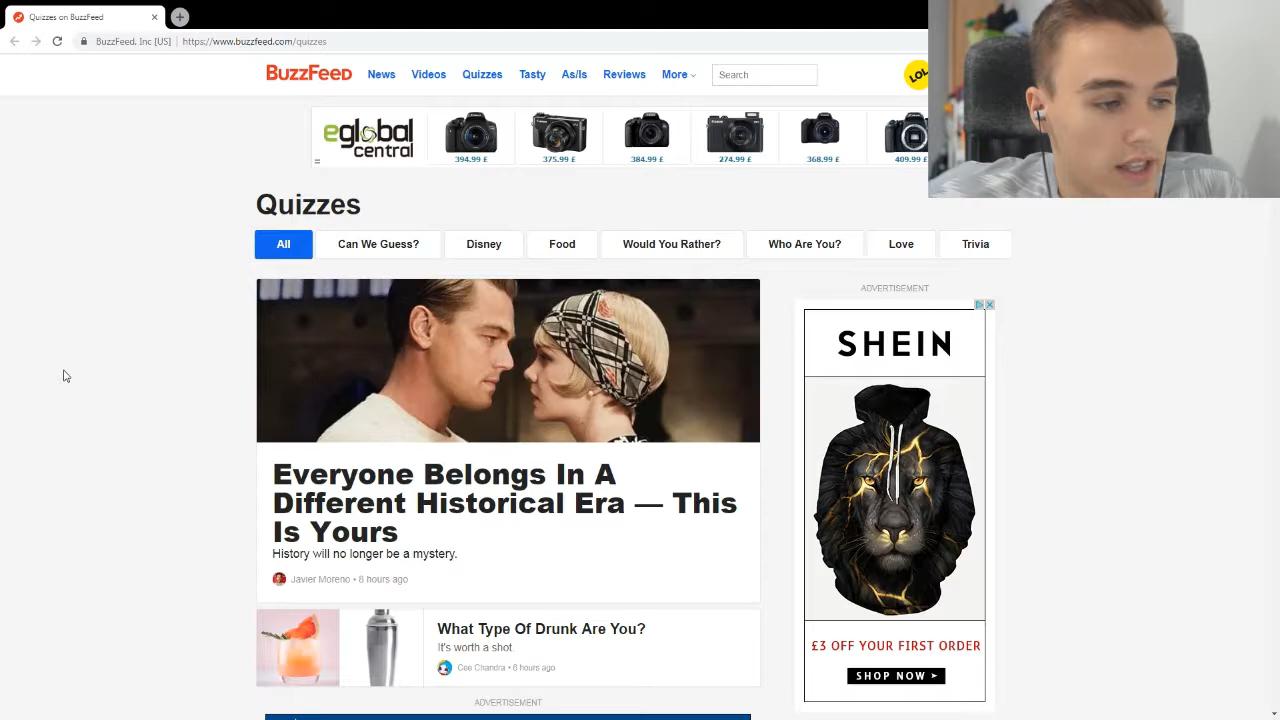 Quizzes on BuzzFeed
BuzzFeed, Inc [US] | https://www.buzzfeed.com/quizzes
BuzzFeed News Videos Quizzes Tasty As/Is Reviews More Search LOL
eglobal
central
394.99 £ 375.99 £ 384.99 £ 274.99 £ 368.99 £ 409.99 £
Quizzes
All Can We Guess? Disney Food Would You Rather? Who Are You? Love Trivia
Everyone Belongs In A
Different Historical Era — This
Is Yours
History will no longer be a mystery.
Javier Moreno • 8 hours ago
What Type Of Drunk Are You?
It's worth a shot.
Cee Chandra • 6 hours ago
ADVERTISEMENT
ADVERTISEMENT
SHEIN
£3 OFF YOUR FIRST ORDER
SHOP NOW